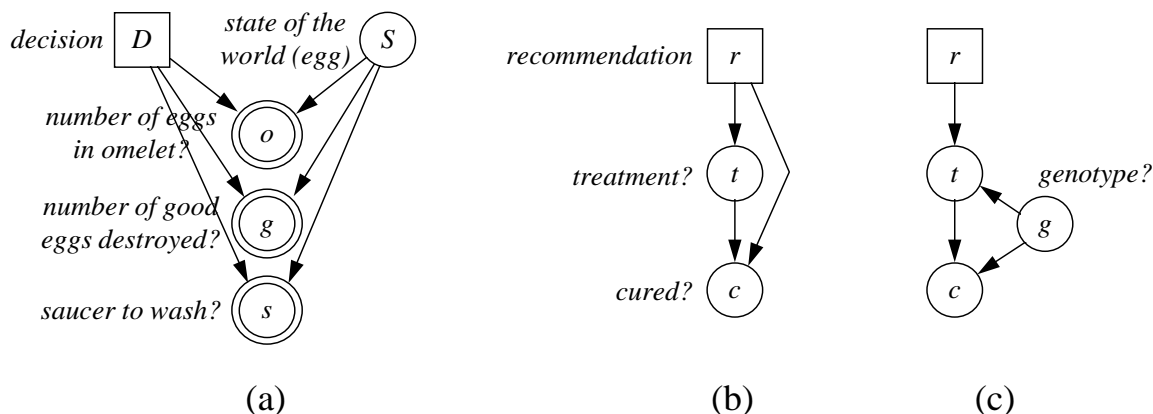 decision
D
state of the
world (egg)
S
number of eggs
in omelet?
o
number of good
eggs destroyed?
g
saucer to wash?
s
(a)
recommendation
r
treatment?
t
cured?
c
(b)
r
t
genotype?
g
c
(c)